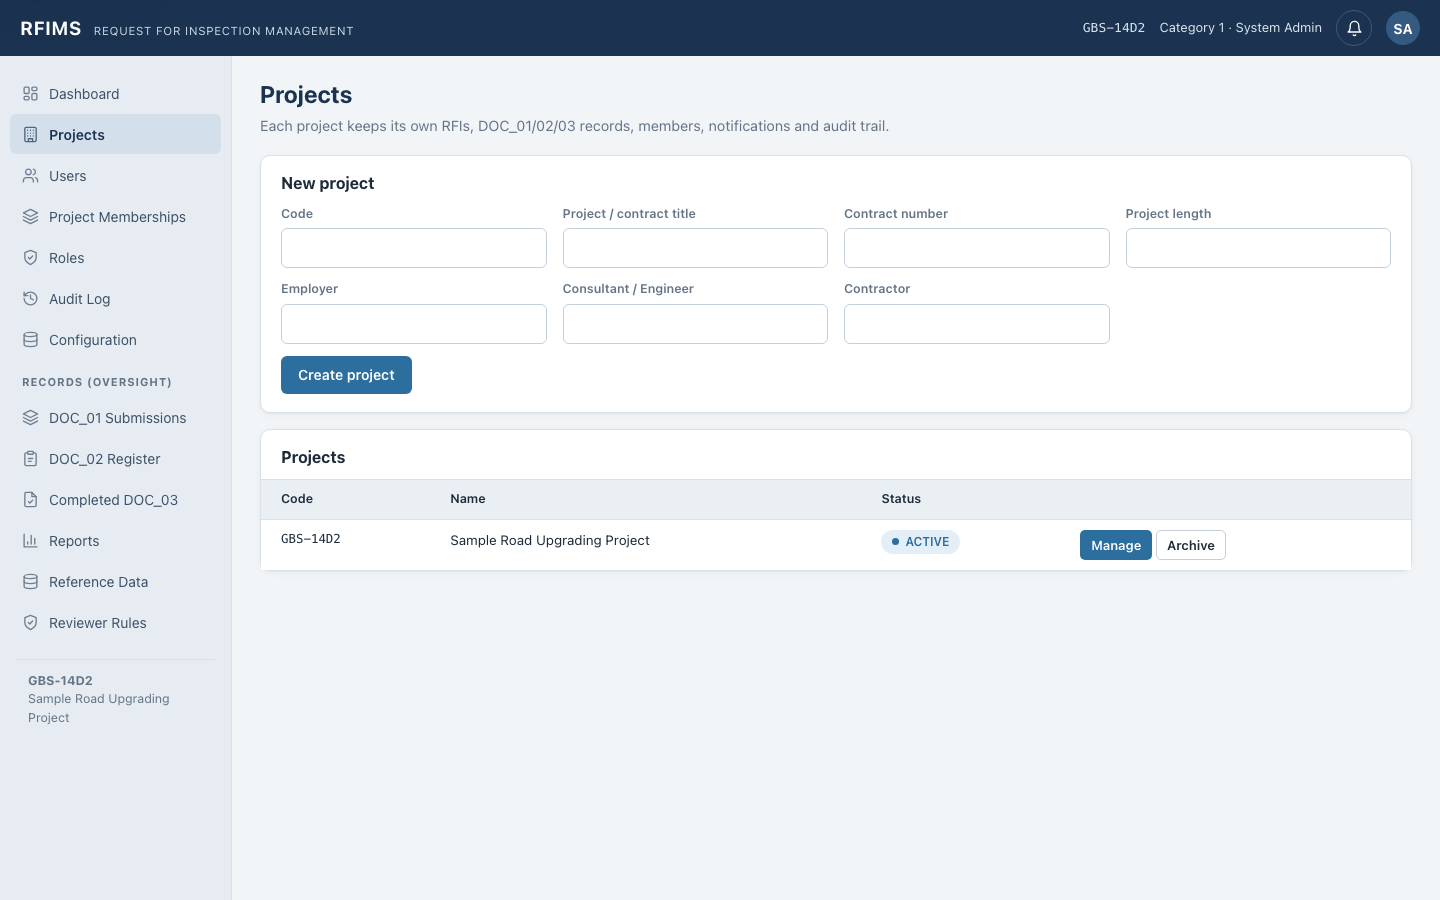 RFIMS REQUEST FOR INSPECTION MANAGEMENT
GBS–14D2 Category 1 · System Admin SA
Dashboard
Projects
Users
Project Memberships
Roles
Audit Log
Configuration
RECORDS (OVERSIGHT)
DOC_01 Submissions
DOC_02 Register
Completed DOC_03
Reports
Reference Data
Reviewer Rules
GBS-14D2
Sample Road Upgrading
Project
Projects
Each project keeps its own RFIs, DOC_01/02/03 records, members, notifications and audit trail.
New project
Code Project / contract title Contract number Project length
Employer Consultant / Engineer Contractor
Create project
Projects
Code Name Status
GBS–14D2 Sample Road Upgrading Project ACTIVE Manage Archive